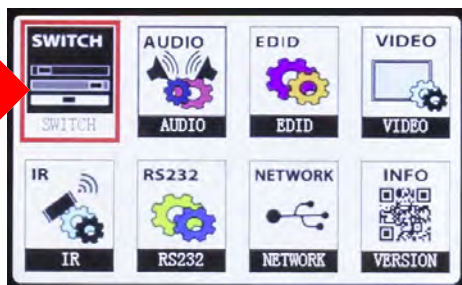 SWITCH
SWITCH
AUDIO
AUDIO
EDID
EDID
VIDEO
VIDEO
IR
IR
RS232
RS232
NETWORK
NETWORK
INFO
VERSION